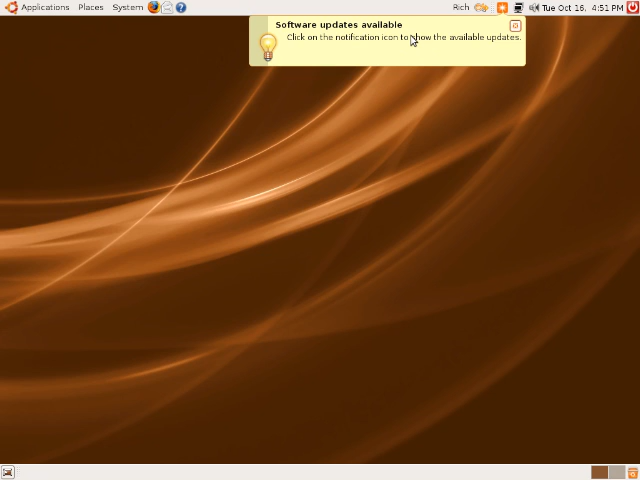 Applications Places System Rich Tue Oct 16, 4:51 PM
Software updates available
Click on the notification icon to show the available updates.